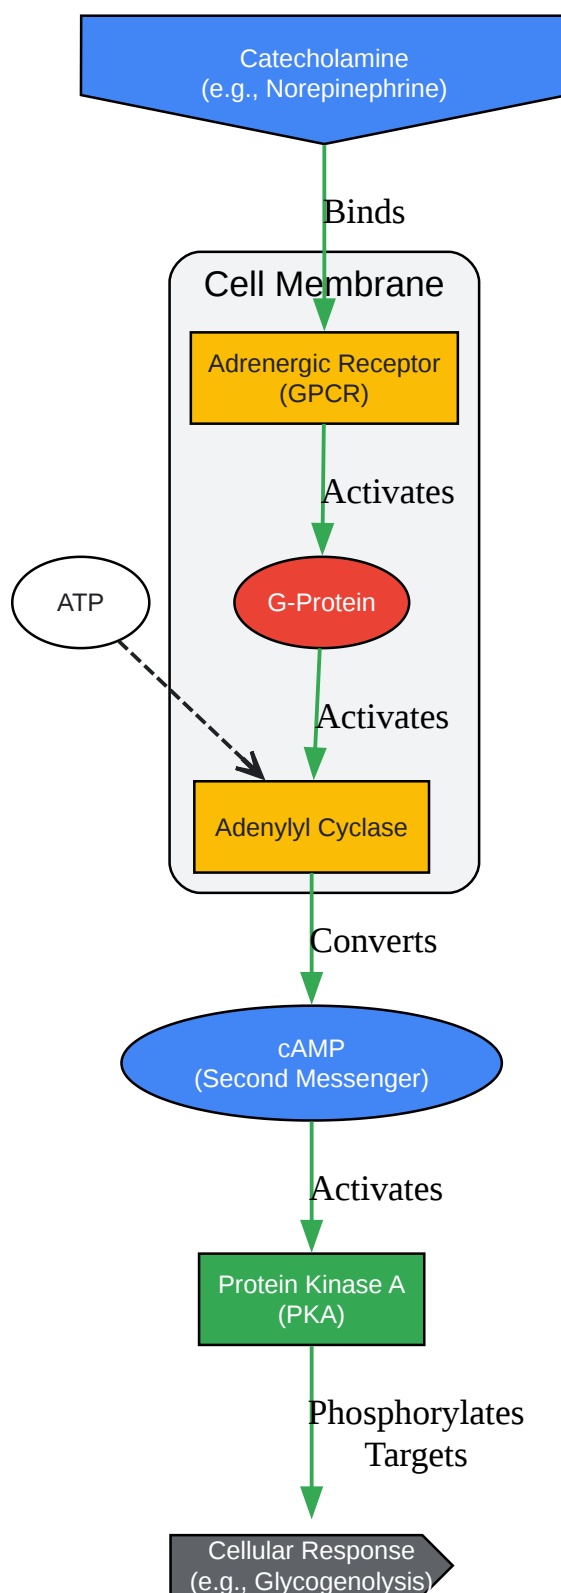 Catecholamine
(e.g., Norepinephrine)
Binds
Cell Membrane
Adrenergic Receptor
(GPCR)
Activates
ATP
G-Protein
Activates
Adenylyl Cyclase
Converts
cAMP
(Second Messenger)
Activates
Protein Kinase A
(PKA)
Phosphorylates
Targets
Cellular Response
(e.g., Glycogenolysis)